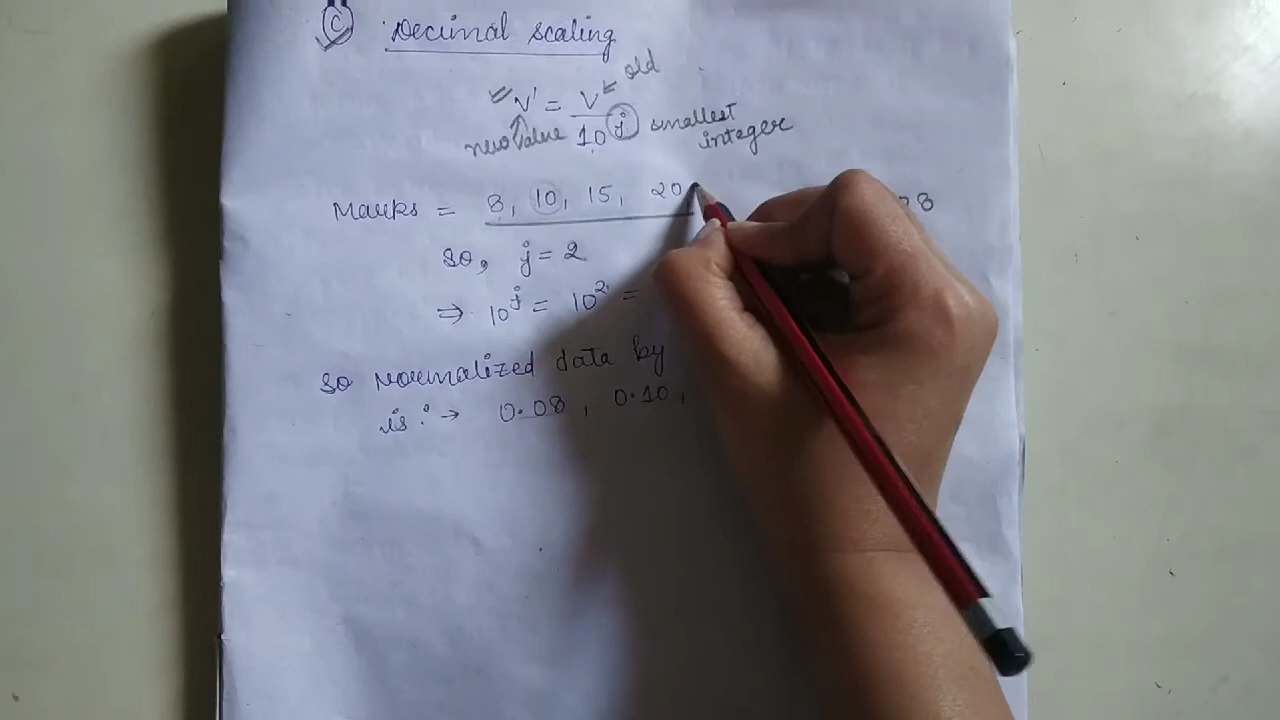 C Decimal scaling
old
V' = V
10^j
new value smallest
integer
Marks = 8, 10, 15, 20
so, j = 2
⇒ 10^j = 10^2 =
so normalized data by
is : → 0.08 , 0.10 ,